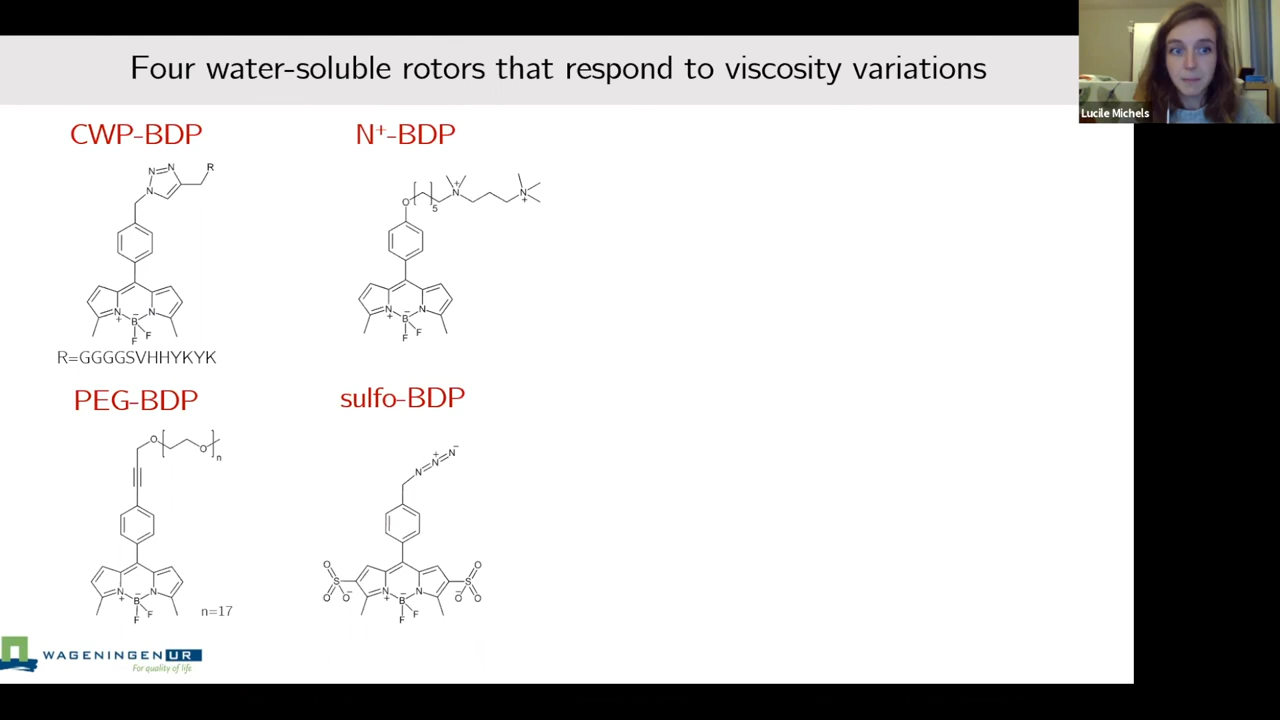 Four water-soluble rotors that respond to viscosity variations
Lucile Michels
CWP-BDP
N⁺-BDP
N N R
N
N + B − N
F F
R=GGGGSVHHYKYK
O [ ]5 N+ N+
N + B − N
F F
PEG-BDP
O [ O ]n
N + B − N
F F
n=17
sulfo-BDP
N N+ N−
O S O O−
O S O O−
N + B − N
F F
WAGENINGEN UR
For quality of life